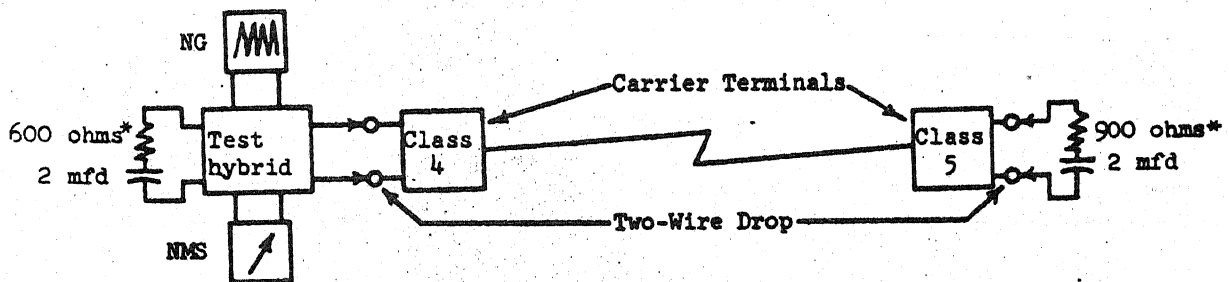 NG
Carrier Terminals
600 ohms*
2 mfd
Test
hybrid
Class
4
Class
5
900 ohms*
2 mfd
Two-Wire Drop
NMS